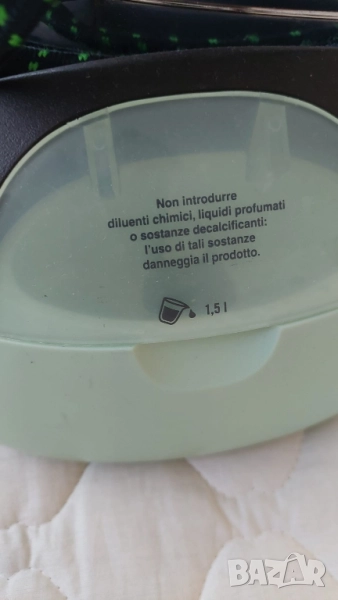 Non introdurre
diluenti chimici, liquidi profumati
o sostanze decalcificanti:
l'uso di tali sostanze
danneggia il prodotto.
1,5 l
BAZAR